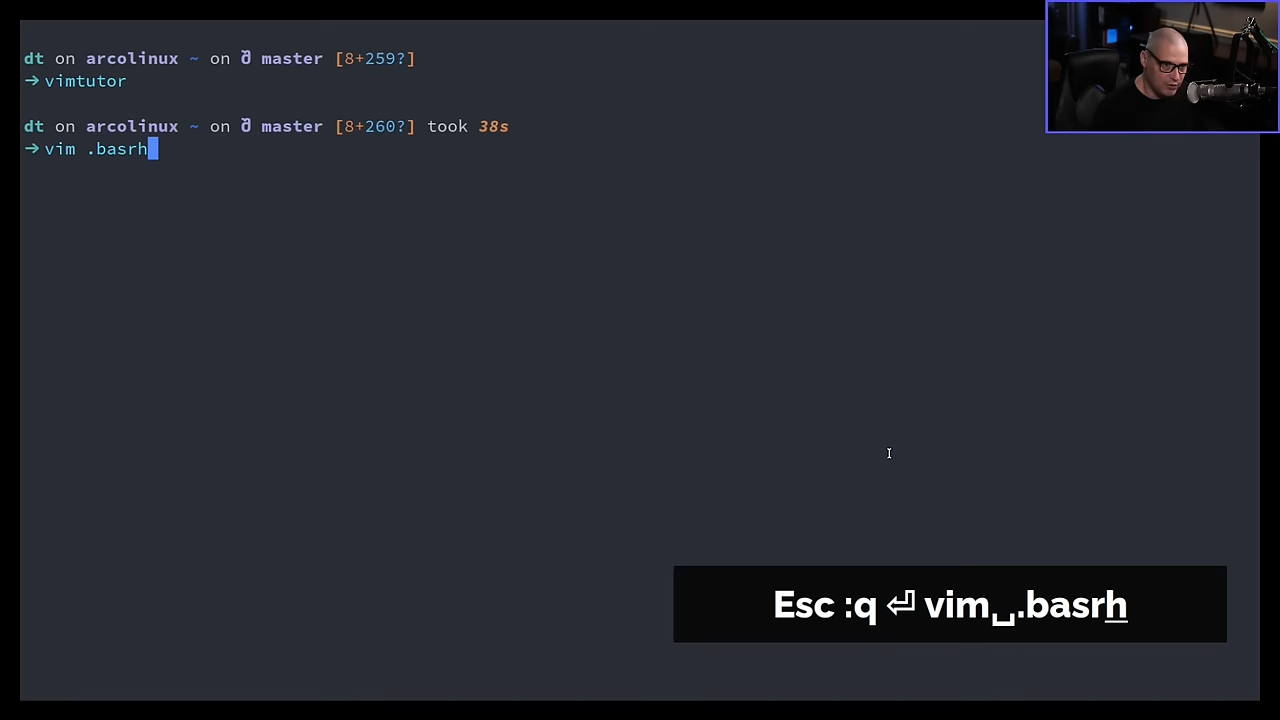 dt on arcolinux ~ on ð master [8+259?]
→ vimtutor
dt on arcolinux ~ on ð master [8+260?] took 38s
→ vim .basrh
Esc :q ⏎ vim␣.basrh